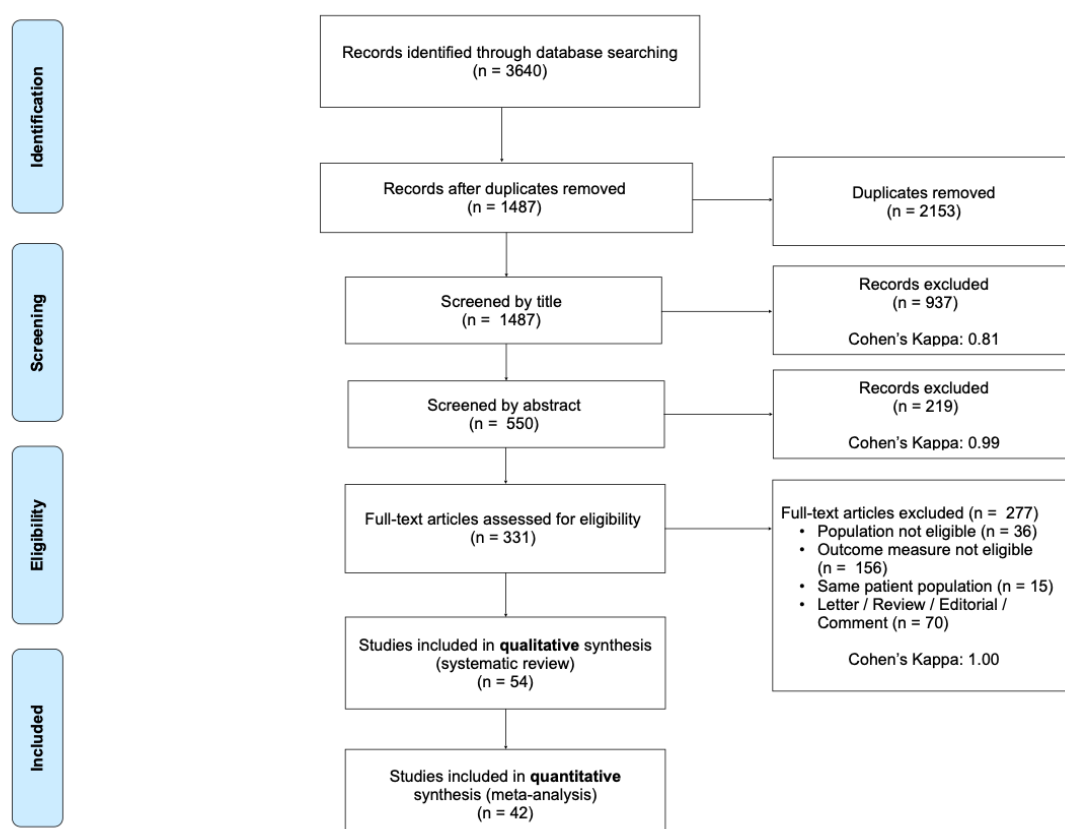 Identification
Records identified through database searching
(n = 3640)
Records after duplicates removed
(n = 1487)
Duplicates removed
(n = 2153)
Screening
Screened by title
(n =  1487)
Records excluded
(n = 937)
Cohen’s Kappa: 0.81
Screened by abstract
(n =  550)
Records excluded
(n = 219)
Cohen’s Kappa: 0.99
Eligibility
Full-text articles assessed for eligibility
(n = 331)
Full-text articles excluded (n =  277)
• Population not eligible (n = 36)
• Outcome measure not eligible
(n =  156)
• Same patient population (n = 15)
• Letter / Review / Editorial /
Comment (n = 70)
Cohen’s Kappa: 1.00
Studies included in qualitative synthesis
(systematic review)
(n = 54)
Included
Studies included in quantitative
synthesis (meta-analysis)
(n = 42)